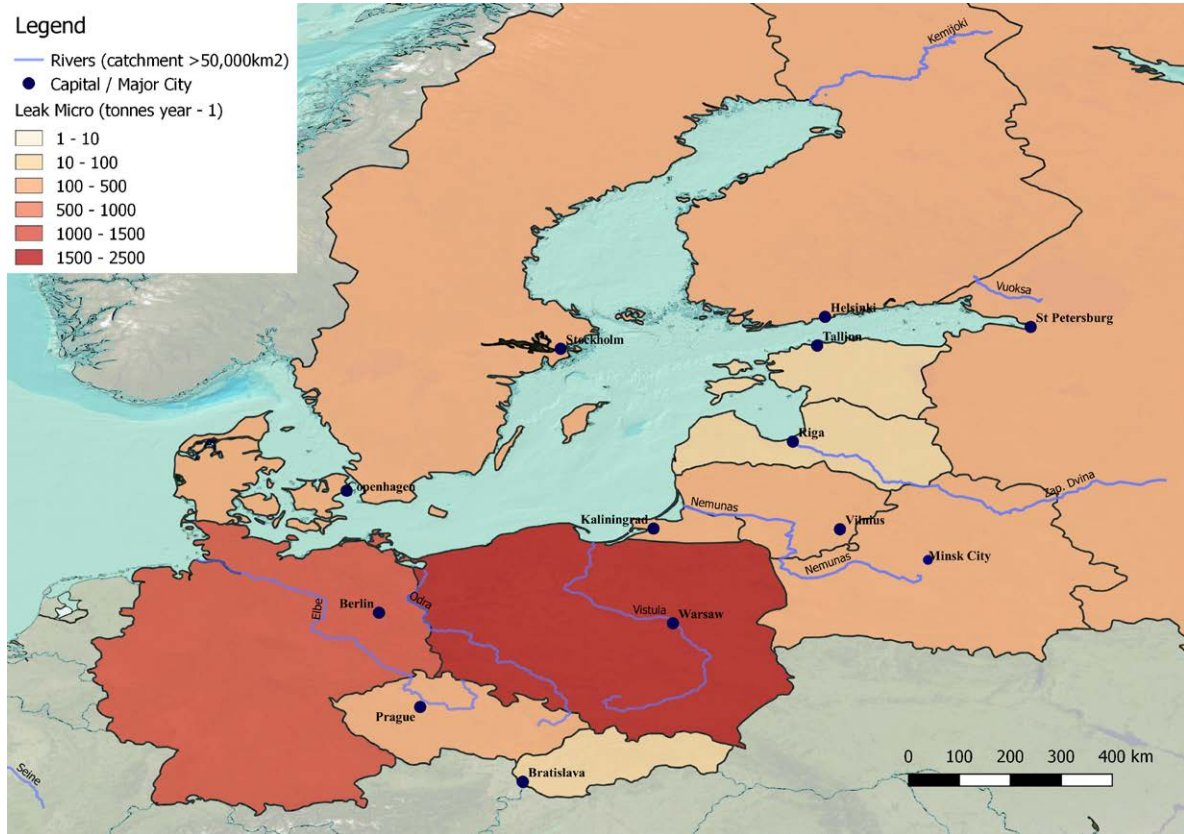 Legend
Rivers (catchment >50,000km2)
Capital / Major City
Leak Micro (tonnes year - 1)
1 - 10
10 - 100
100 - 500
500 - 1000
1000 - 1500
1500 - 2500
Kemijoki
Vuoksa
Helsinki
St Petersburg
Stockholm
Talljon
Riga
Zap. Dvina
Copenhagen
Nemunas
Kaliningrad
Vilnius
Nemunas
Minsk City
Elbe
Berlin
Odra
Vistula
Warsaw
Prague
Bratislava
Seine
0 100 200 300 400 km